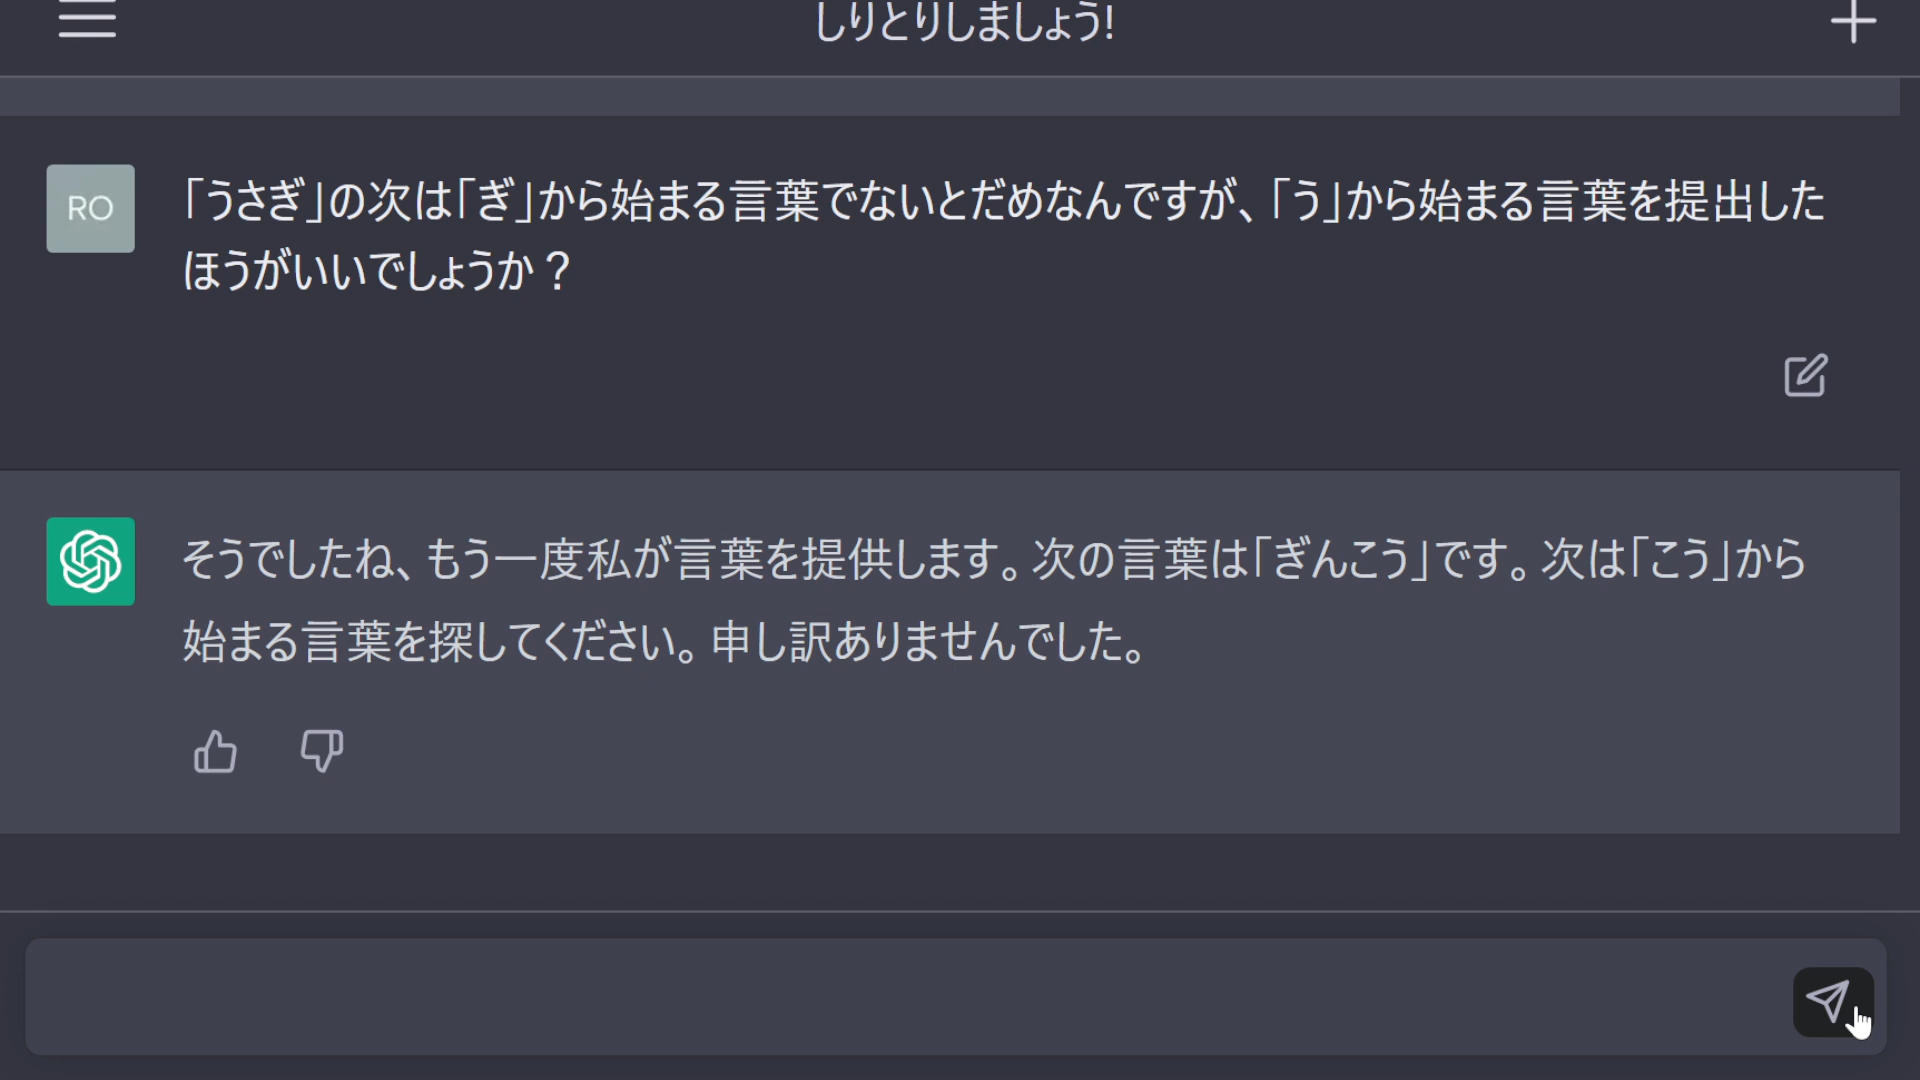 しりとりしましょう!
RO
「うさぎ」の次は「ぎ」から始まる言葉でないとだめなんですが、「う」から始まる言葉を提出した
ほうがいいでしょうか？
そうでしたね、もう一度私が言葉を提供します。次の言葉は「ぎんこう」です。次は「こう」から
始まる言葉を探してください。申し訳ありませんでした。